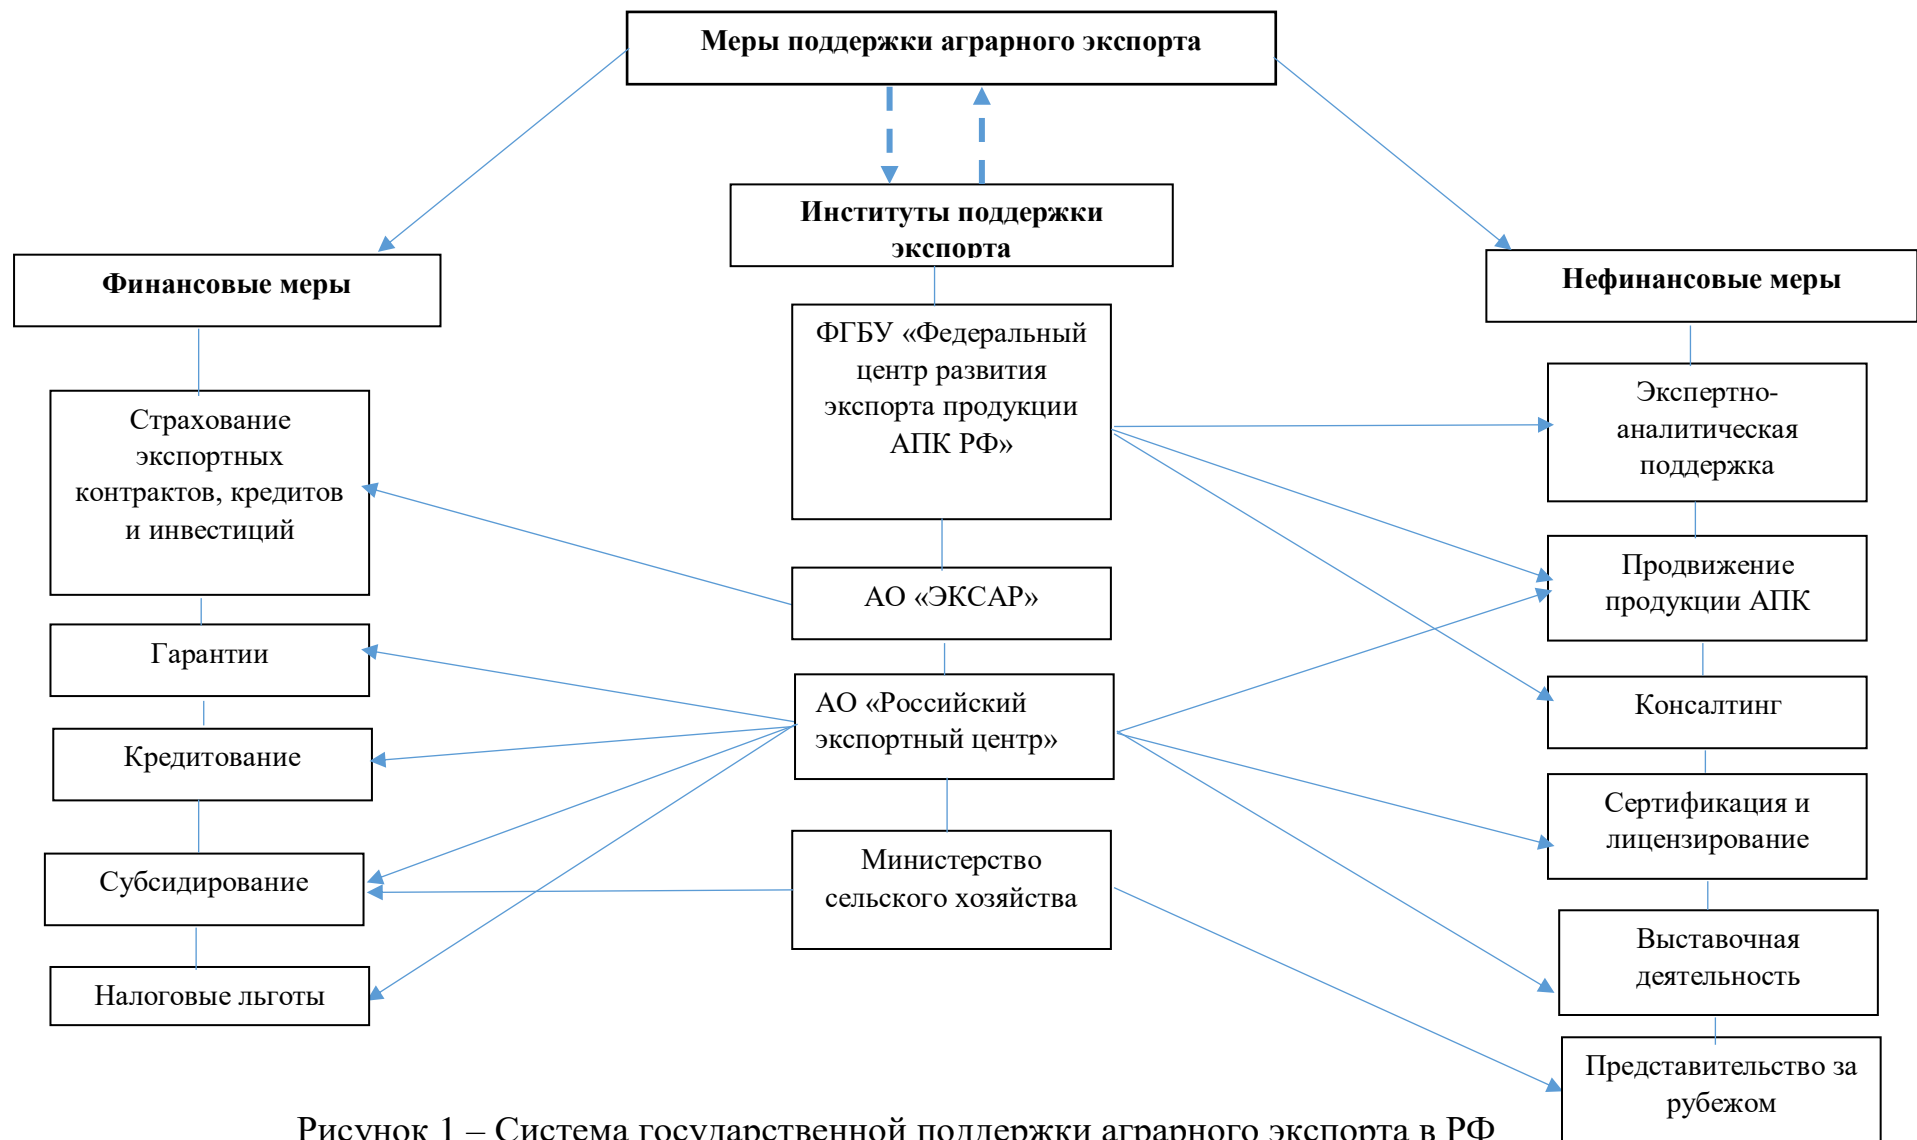 Меры поддержки аграрного экспорта
Институты поддержки
экспорта
Финансовые меры
Нефинансовые меры
Страхование
экспортных
контрактов, кредитов
и инвестиций
Гарантии
Кредитование
Субсидирование
Налоговые льготы
ФГБУ «Федеральный
центр развития
экспорта продукции
АПК РФ»
АО «ЭКСАР»
АО «Российский
экспортный центр»
Министерство
сельского хозяйства
Экспертно-
аналитическая
поддержка
Продвижение
продукции АПК
Консалтинг
Сертификация и
лицензирование
Выставочная
деятельность
Представительство за
рубежом
Рисунок 1 – Система государственной поддержки аграрного экспорта в РФ